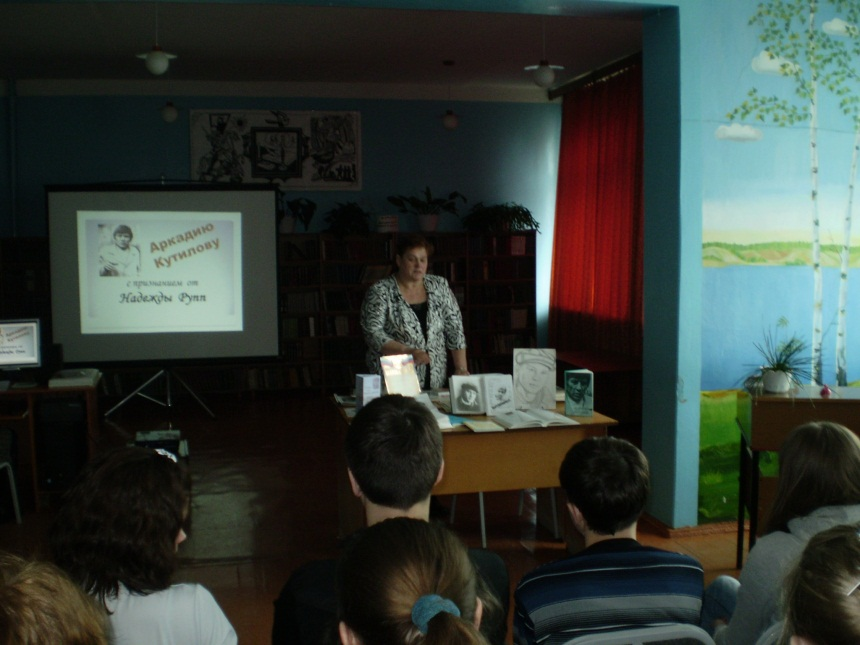 Аркадию
Кутилову
с признанием от
Надежды Рупп